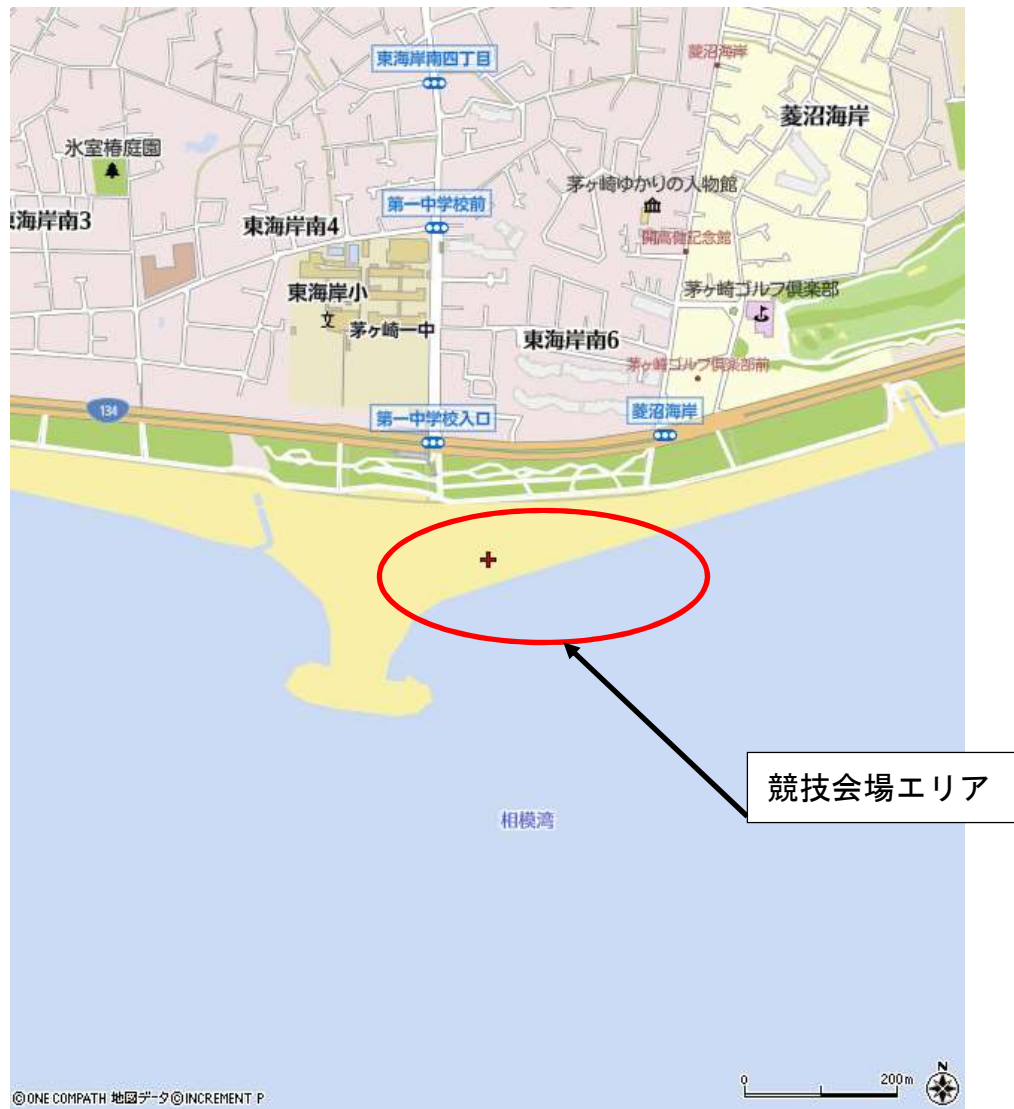 東海岸南四丁目
菱沼海岸
菱沼海岸
氷室椿庭園
茅ヶ崎ゆかりの人物館
第一中学校前
海岸南3
東海岸南4
開高健記念館
東海岸小
茅ヶ崎ゴルフ倶楽部
文
茅ヶ崎一中
東海岸南6
茅ヶ崎ゴルフ倶楽部前
134
第一中学校入口
菱沼海岸
競技会場エリア
相模湾
N
0
200m
©ONE COMPATH 地図データ©INCREMENT P